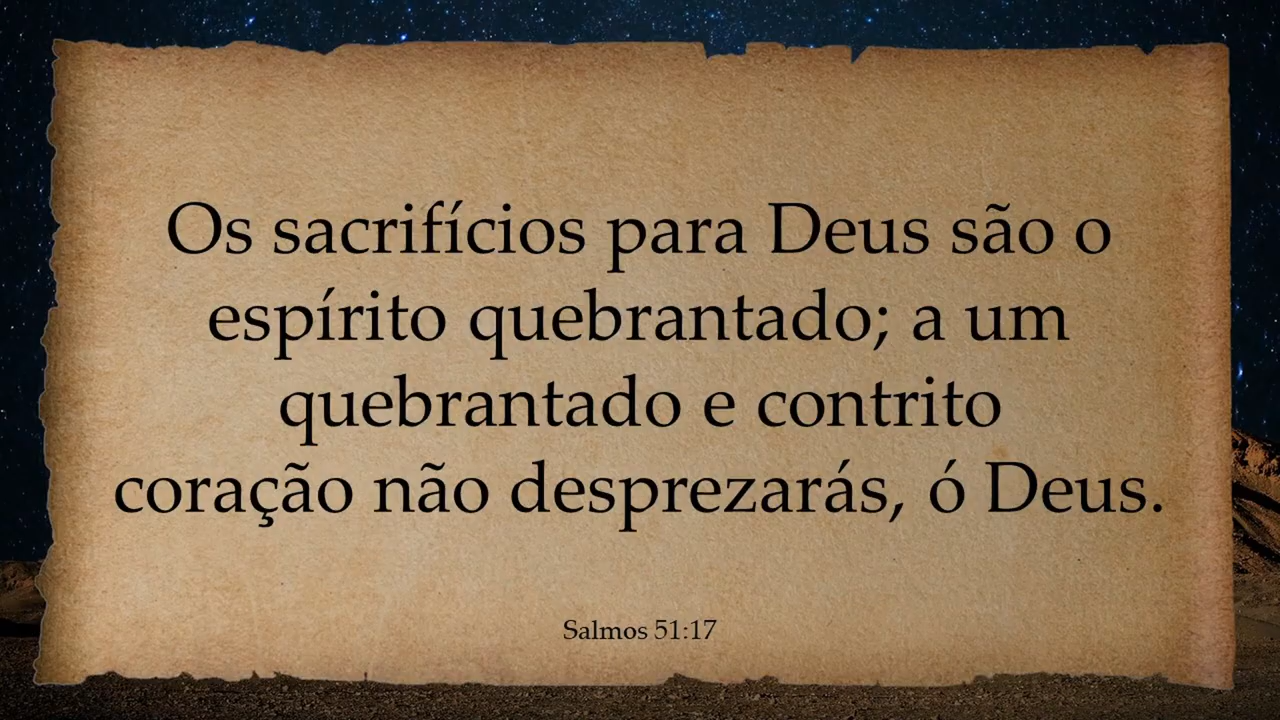 Os sacrifícios para Deus são o
espírito quebrantado; a um
quebrantado e contrito
coração não desprezarás, ó Deus.
Salmos 51:17